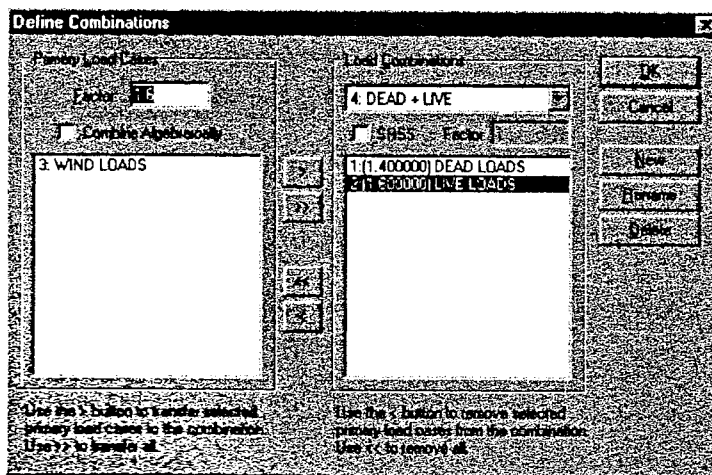 Define Combinations
Primary Load Cases
Factor 1.6
Combine Algebraically
3: WIND LOADS
>
>>
<<
<
Use the > button to transfer selected
primary load cases to the combination.
Use >> to transfer all.
Load Combinations
4: DEAD + LIVE
SRSS Factor 1
1:(1.400000) DEAD LOADS
2:(1.600000) LIVE LOADS
Use the < button to remove selected
primary load cases from the combination
Use << to remove all.
OK
Cancel
New
Rename
Delete